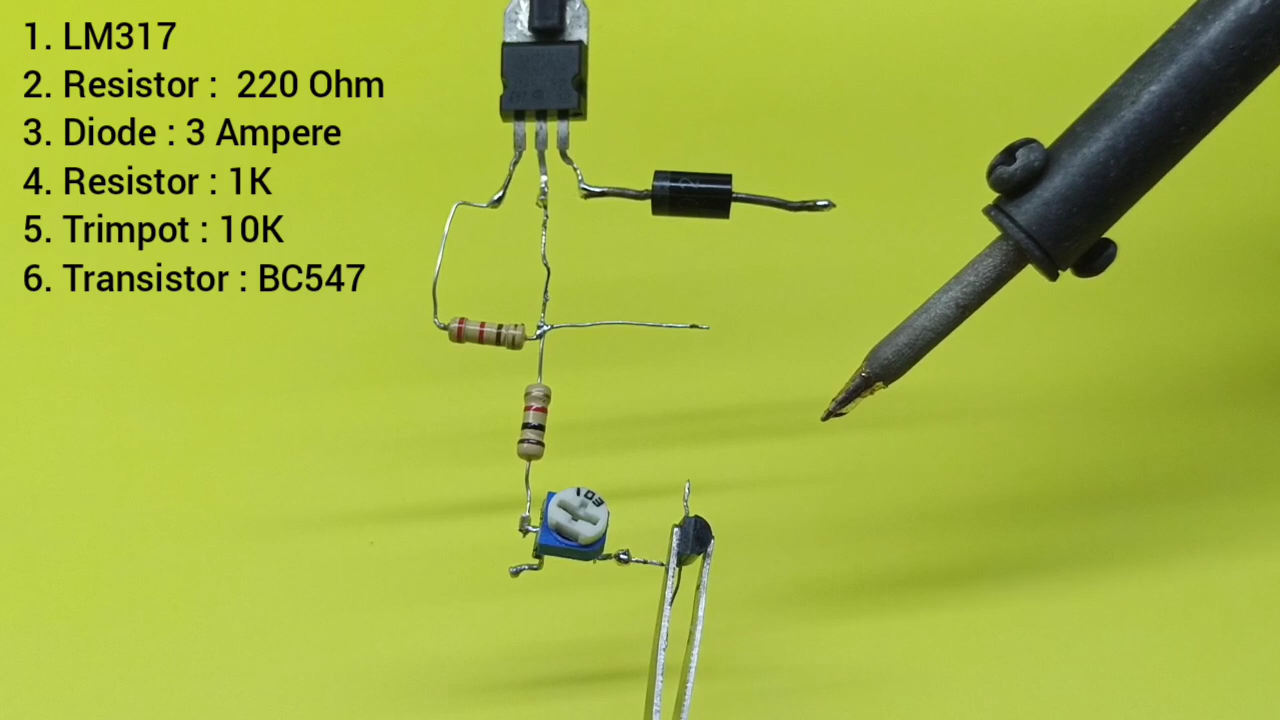 1. LM317
2. Resistor : 220 Ohm
3. Diode : 3 Ampere
4. Resistor : 1K
5. Trimpot : 10K
6. Transistor : BC547
103